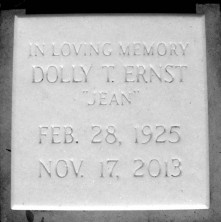 IN LOVING MEMORY
DOLLY T. ERNST
"JEAN"
FEB. 28, 1925
NOV. 17, 2013